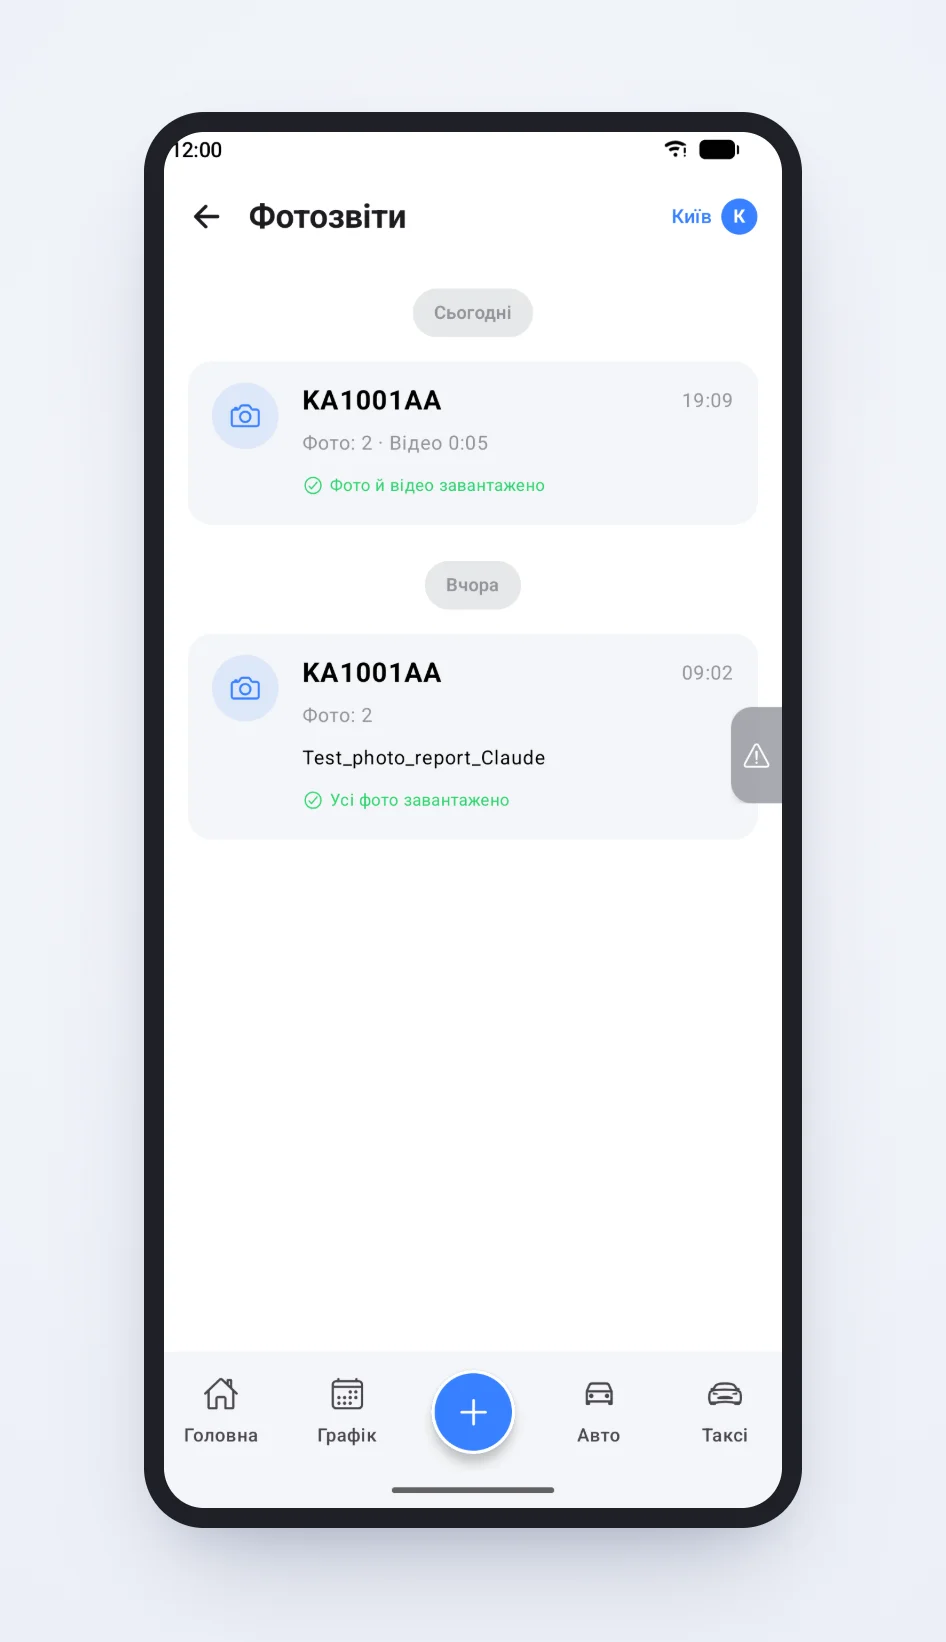 12:00
Фотозвіти
Київ K
Сьогодні
KA1001AA 19:09
Фото: 2 · Відео 0:05
Фото й відео завантажено
Вчора
KA1001AA 09:02
Фото: 2
Test_photo_report_Claude
Усі фото завантажено
Головна Графік Авто Таксі